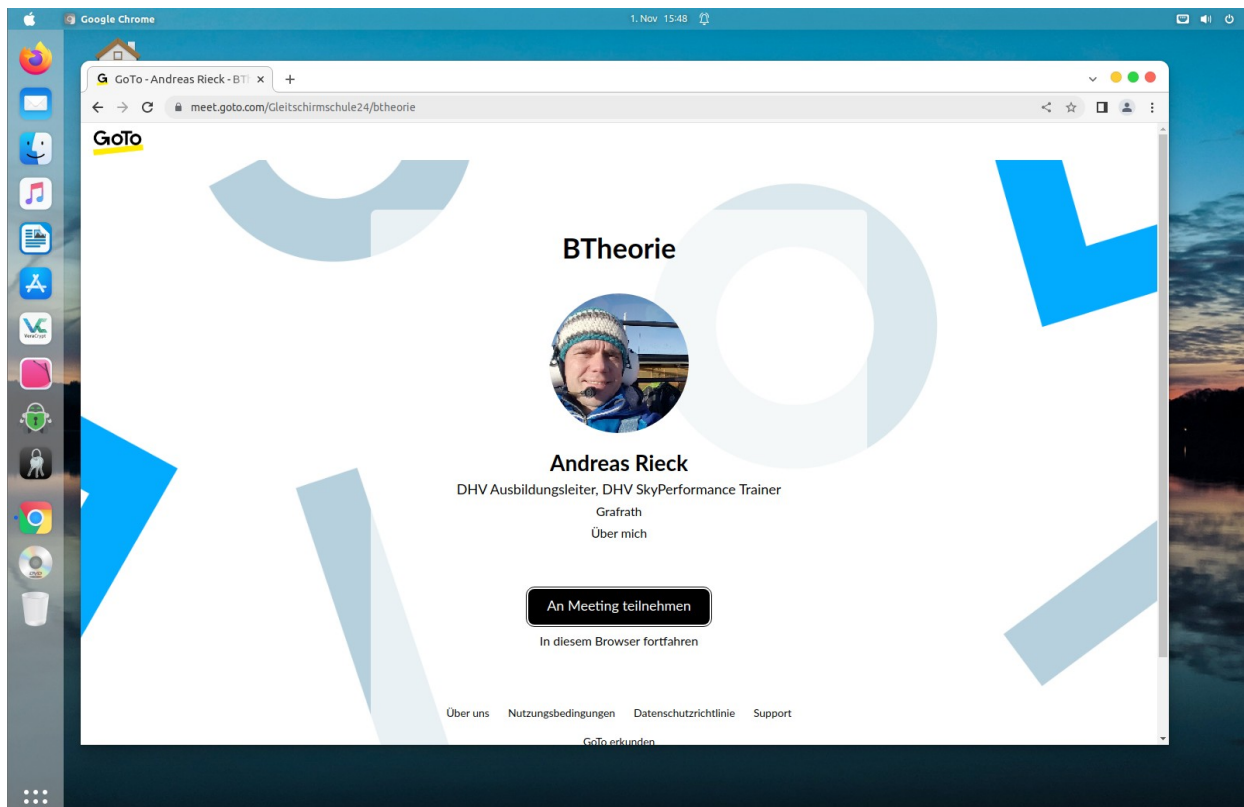 Google Chrome
1. Nov 15:48
GoTo - Andreas Rieck - BT
meet.goto.com/Gleitschirmschule24/btheorie
GoTo
BTheorie
VeraCrypt
Andreas Rieck
DHV Ausbildungsleiter, DHV SkyPerformance Trainer
Grafrath
Über mich
An Meeting teilnehmen
In diesem Browser fortfahren
Über uns Nutzungsbedingungen Datenschutzrichtlinie Support
GoTo erkunden